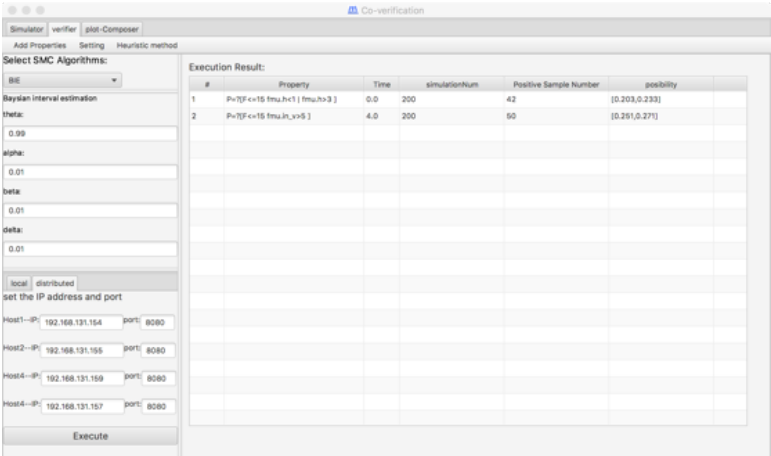 Co-verification
Simulator verifier plot-Composer
Add Properties Setting Heuristic method
Select SMC Algorithms:
BIE
Baysian interval estimation
theta:
0.99
alpha:
0.01
beta:
0.01
delta:
0.01
local distributed
set the IP address and port
Host1--IP: 192.168.131.154 port: 8080
Host2--IP: 192.168.131.155 port: 8080
Host4--IP: 192.168.131.159 port: 8080
Host4--IP: 192.168.131.157 port: 8080
Execute
Execution Result:
# Property Time simulationNum Positive Sample Number posibility
1 P=?[F<=15 fmu.h<1 | fmu.h>3 ] 0.0 200 42 [0.203,0.233]
2 P=?[F<=15 fmu.in_v>5 ] 4.0 200 50 [0.251,0.271]